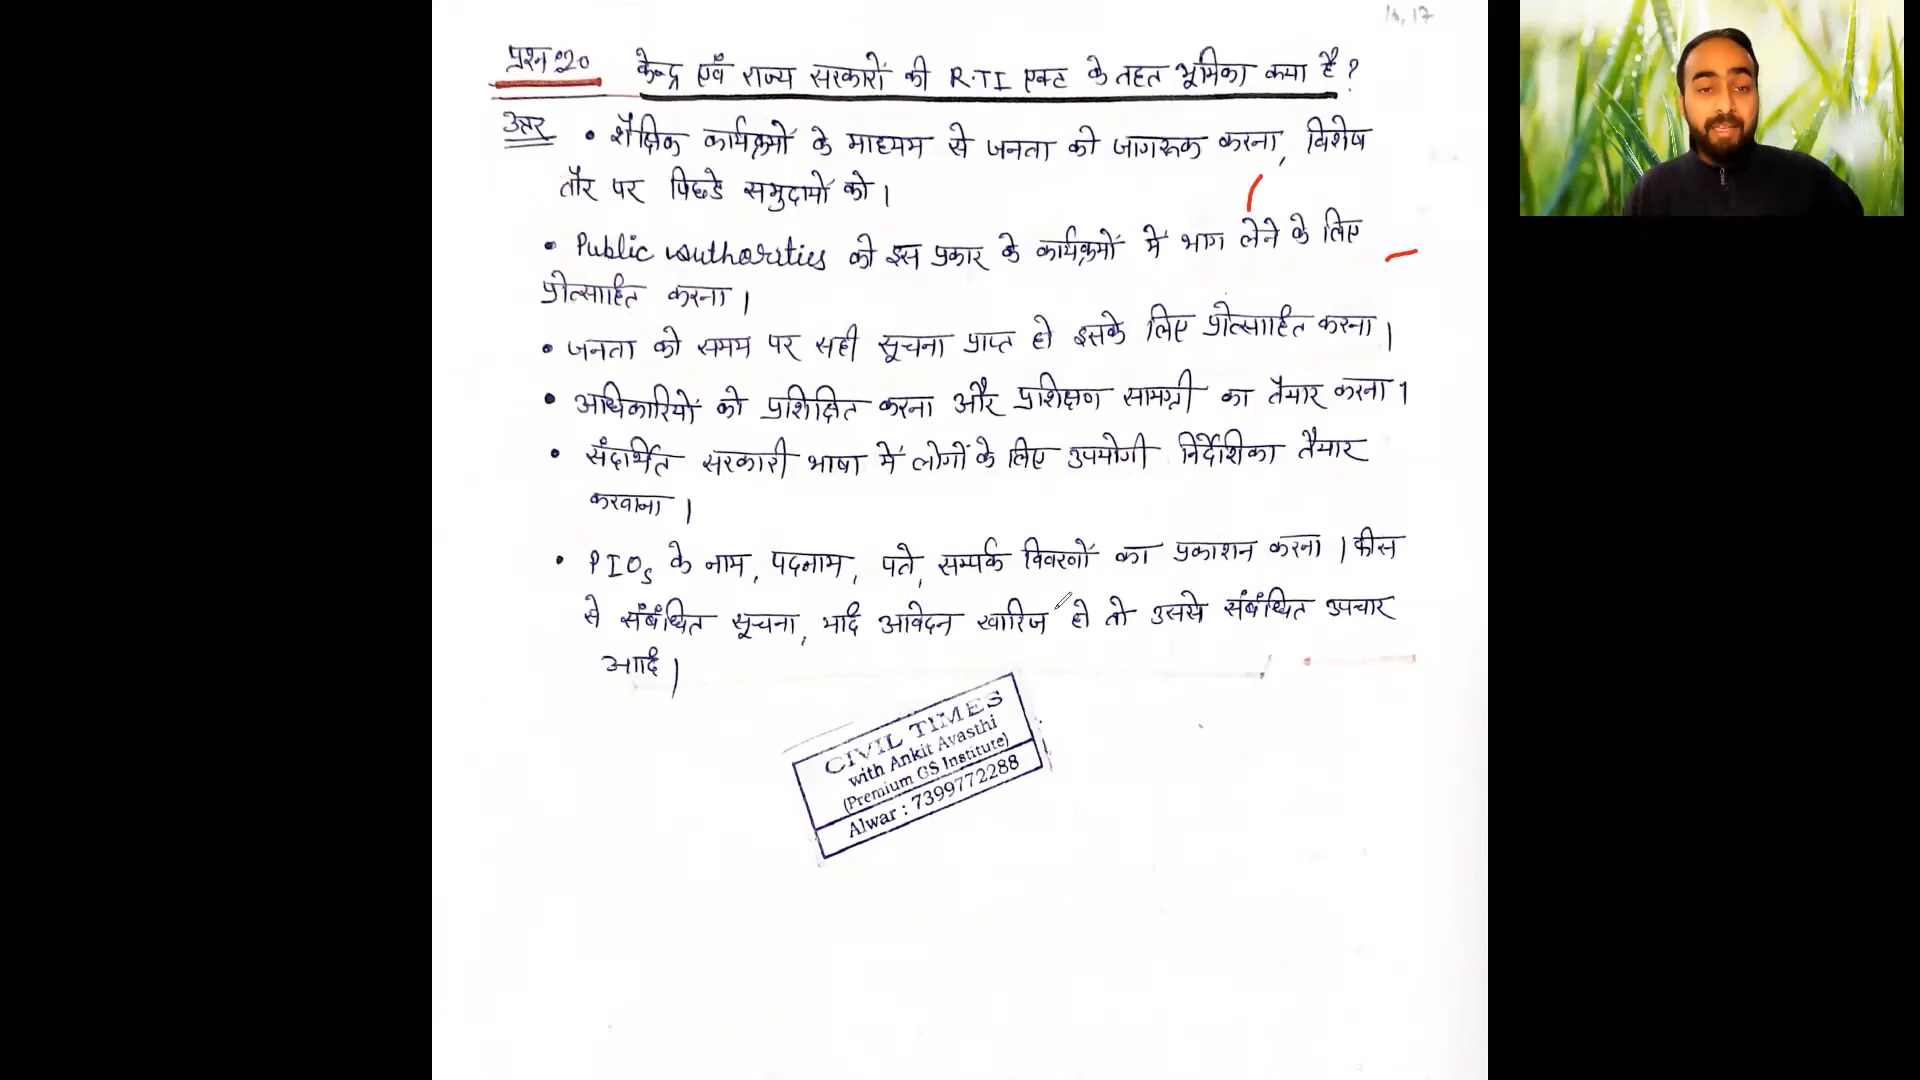 16, 17
प्रश्न:20 केन्द्र एवं राज्य सरकारों की R.T.I एक्ट के तहत भूमिका क्या है?
उत्तर • शैक्षिक कार्यक्रमों के माध्यम से जनता को जागरूक करना, विशेष
तौर पर पिछडे समुदायों को।
• Public authorities को इस प्रकार के कार्यक्रमों में भाग लेने के लिए
प्रोत्साहित करना।
• जनता को समय पर सही सूचना प्राप्त हो इसके लिए प्रोत्साहित करना।
• अधिकारियों को प्रशिक्षित करना और प्रशिक्षण सामग्री का तैयार करना।
• संदर्भित सरकारी भाषा में लोगों के लिए उपयोगी निर्देशिका तैयार
करवाना।
• PIOs के नाम, पदनाम, पते, सम्पर्क विवरणों का प्रकाशन करना। फीस
से संबंधित सूचना, यदि आवेदन खारिज हो तो उससे संबंधित उपचार
आदि।
CIVIL TIMES
with Ankit Avasthi
(Premium GS Institute)
Alwar : 7399772288